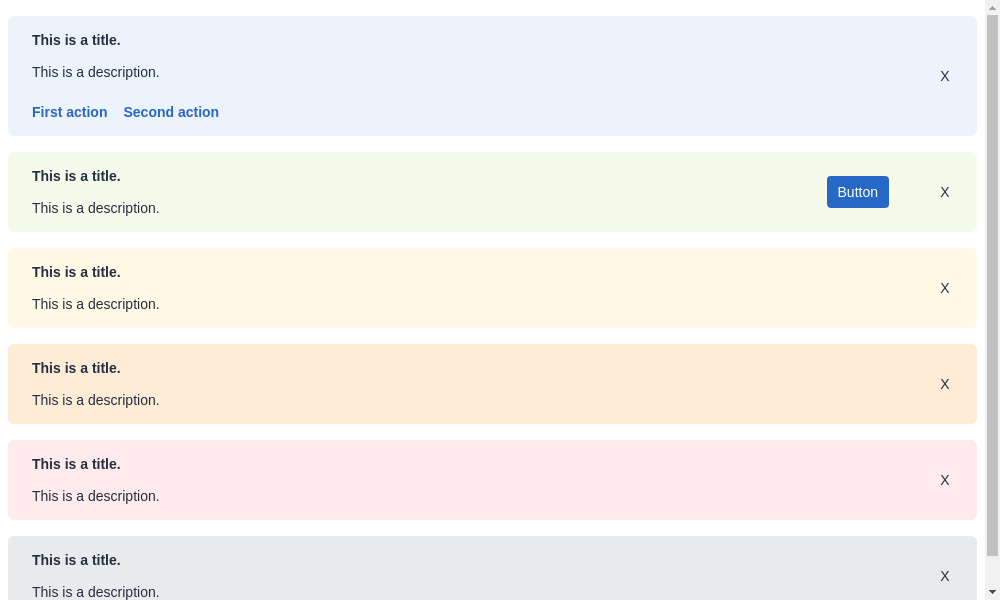 This is a title.
This is a description.
X
First action Second action
This is a title.
This is a description.
Button
X
This is a title.
This is a description.
X
This is a title.
This is a description.
X
This is a title.
This is a description.
X
This is a title.
This is a description.
X